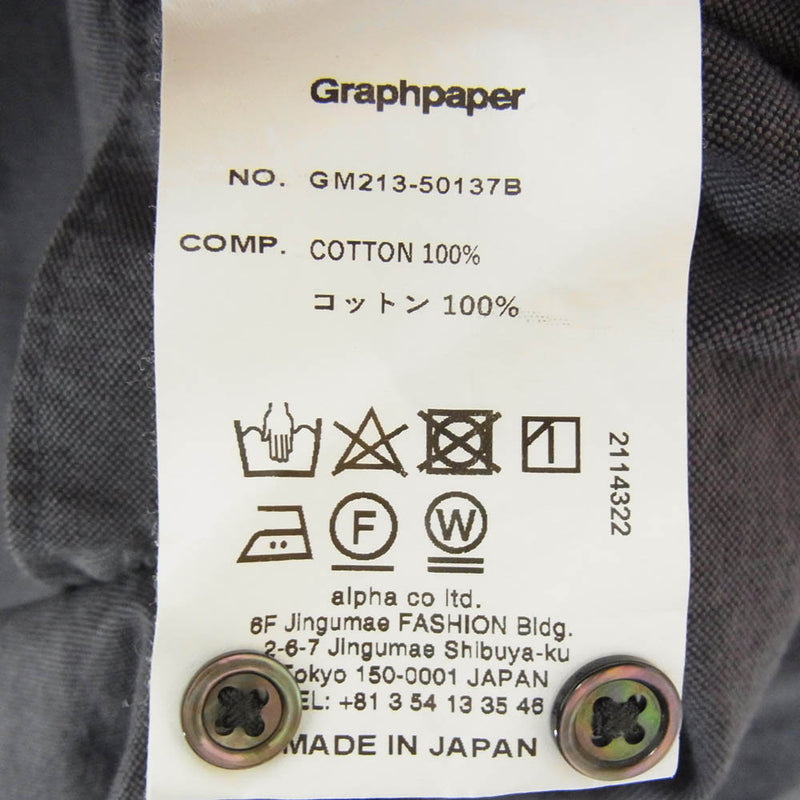 Graphpaper
NO. GM213-50137B
COMP. COTTON 100%
コットン 100%
2114322
F W
alpha co ltd.
6F Jingumae FASHION Bldg.
2-6-7 Jingumae Shibuya-ku
Tokyo 150-0001 JAPAN
TEL: +81 3 54 13 35 46
MADE IN JAPAN